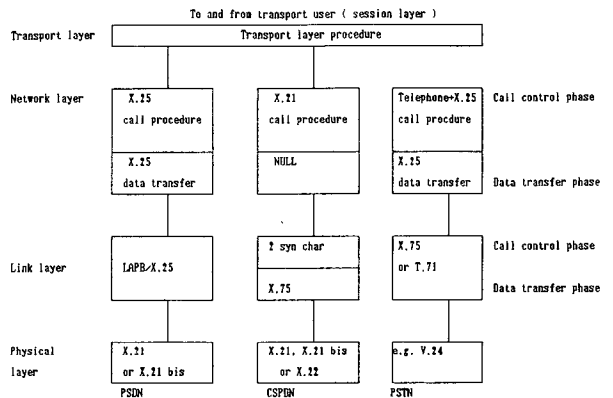 To and from transport user ( session layer )
Transport layer
Transport layer procedure
Network layer
X.25
call procedure
X.21
call procedure
Telephone+X.25
call procdure
Call control phase
X.25
data transfer
NULL
X.25
data transfer
Data transfer phase
Link layer
LAPB/X.25
2 syn char
X.75
X.75
or T.71
Call control phase
Data transfer phase
Physical
layer
X.21
or X.21 bis
X.21, X.21 bis
or X.22
e.g. V.24
PSDN
CSPDN
PSTN